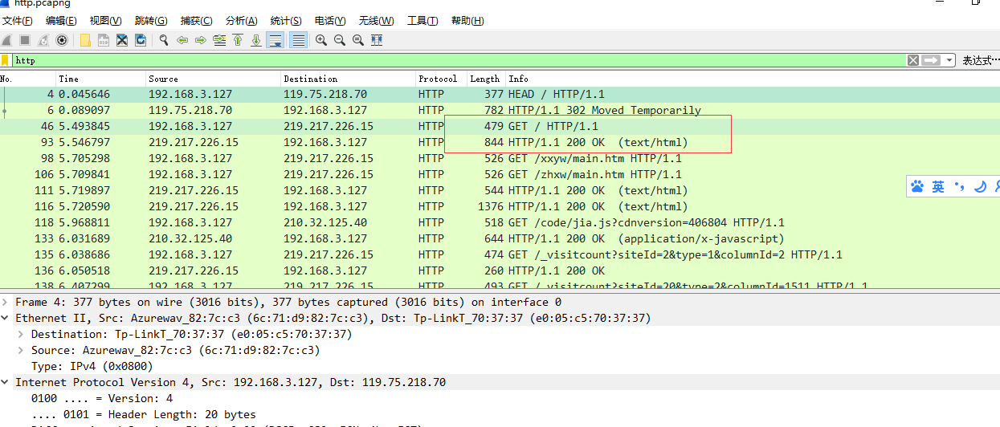 http.pcapng
文件(F) 编辑(E) 视图(V) 跳转(G) 捕获(C) 分析(A) 统计(S) 电话(Y) 无线(W) 工具(T) 帮助(H)
http 表达式…
No. Time Source Destination Protocol Length Info
4 0.045646 192.168.3.127 119.75.218.70 HTTP 377 HEAD / HTTP/1.1
6 0.089097 119.75.218.70 192.168.3.127 HTTP 782 HTTP/1.1 302 Moved Temporarily
46 5.493845 192.168.3.127 219.217.226.15 HTTP 479 GET / HTTP/1.1
93 5.546797 219.217.226.15 192.168.3.127 HTTP 844 HTTP/1.1 200 OK (text/html)
98 5.705298 192.168.3.127 219.217.226.15 HTTP 526 GET /xxyw/main.htm HTTP/1.1
106 5.709841 192.168.3.127 219.217.226.15 HTTP 526 GET /zhxw/main.htm HTTP/1.1
111 5.719897 219.217.226.15 192.168.3.127 HTTP 544 HTTP/1.1 200 OK (text/html)
英
116 5.720590 219.217.226.15 192.168.3.127 HTTP 1376 HTTP/1.1 200 OK (text/html)
118 5.968811 192.168.3.127 210.32.125.40 HTTP 518 GET /code/jia.js?cdnversion=406804 HTTP/1.1
133 6.031689 210.32.125.40 192.168.3.127 HTTP 644 HTTP/1.1 200 OK (application/x-javascript)
135 6.038686 192.168.3.127 219.217.226.15 HTTP 474 GET /_visitcount?siteId=2&type=1&columnId=2 HTTP/1.1
136 6.050518 219.217.226.15 192.168.3.127 HTTP 260 HTTP/1.1 200 OK
138 6.407299 192.168.3.127 219.217.226.15 HTTP 493 GET /_visitcount?siteId=20&type=2&columnId=1511 HTTP/1.1
Frame 4: 377 bytes on wire (3016 bits), 377 bytes captured (3016 bits) on interface 0
Ethernet II, Src: Azurewav_82:7c:c3 (6c:71:d9:82:7c:c3), Dst: Tp-LinkT_70:37:37 (e0:05:c5:70:37:37)
Destination: Tp-LinkT_70:37:37 (e0:05:c5:70:37:37)
Source: Azurewav_82:7c:c3 (6c:71:d9:82:7c:c3)
Type: IPv4 (0x0800)
Internet Protocol Version 4, Src: 192.168.3.127, Dst: 119.75.218.70
0100 .... = Version: 4
.... 0101 = Header Length: 20 bytes